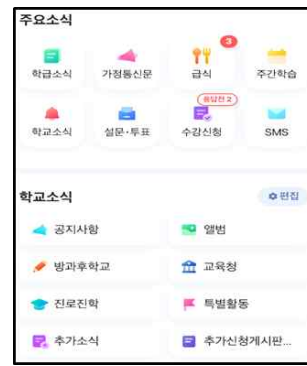 주요소식
3
학급소식 가정통신문 급식 주간학습
응답전 2
학교소식 설문·투표 수강신청 SMS
학교소식 편집
공지사항 앨범
방과후학교 교육청
진로진학 특별활동
추가소식 추가신청게시판...